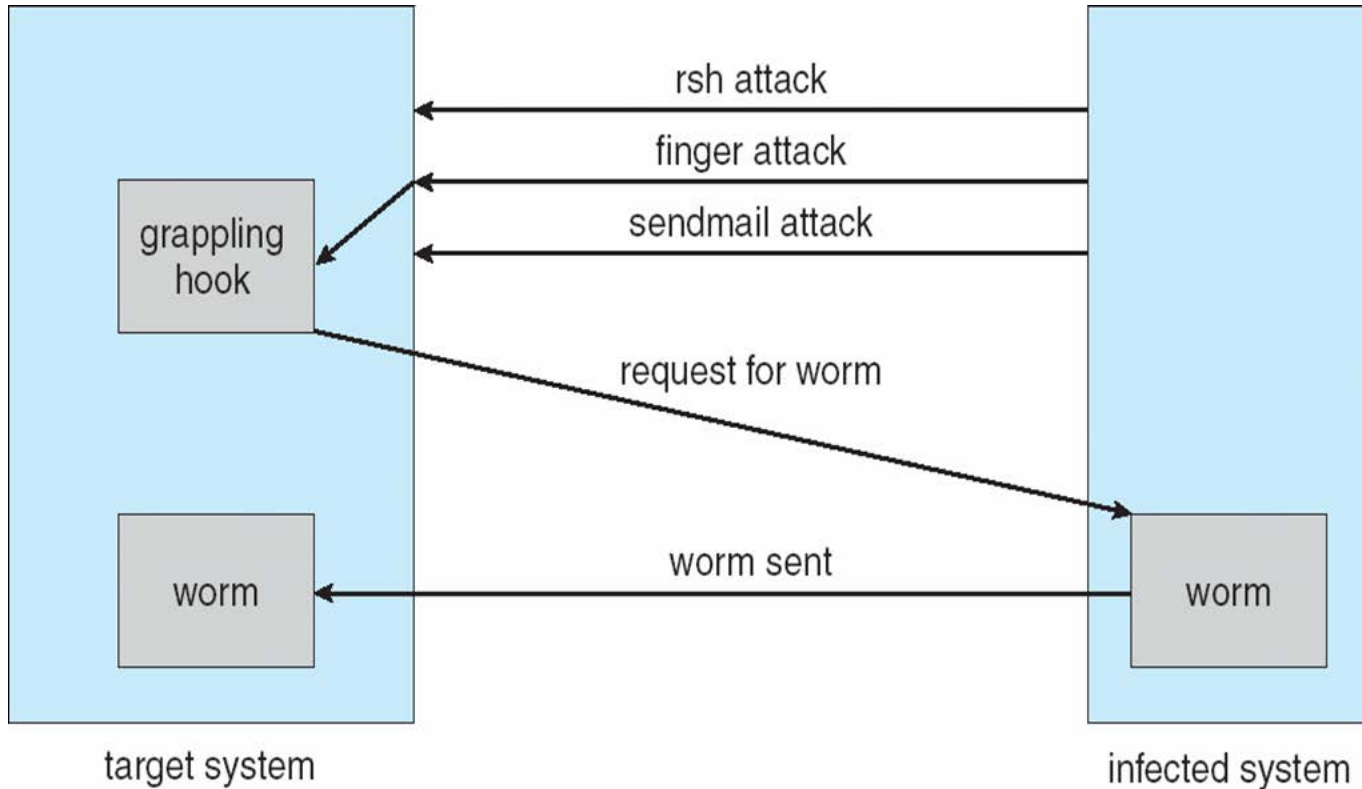 rsh attack
finger attack
sendmail attack
grappling
hook
request for worm
worm sent
worm
worm
target system
infected system